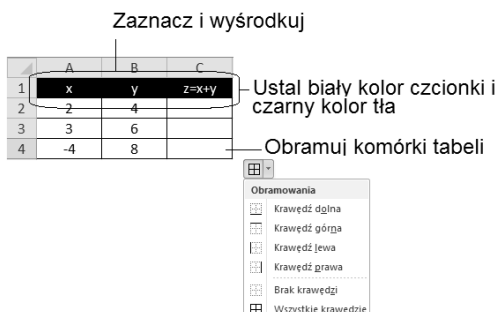 Zaznacz i wyśrodkuj
A B C
1 x y z=x+y
2 2 4
3 3 6
4 -4 8
Ustal biały kolor czcionki i
czarny kolor tła
Obramuj komórki tabeli
Obramowania
Krawędź dolna
Krawędź górna
Krawędź lewa
Krawędź prawa
Brak krawędzi
Wszystkie krawędzie